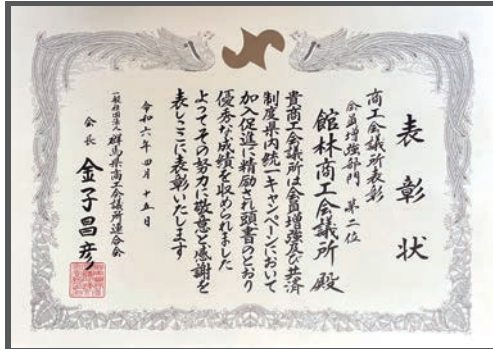 表彰状
商工会議所表彰
会員増強部門 第二位
館林商工会議所 殿
貴商工会議所は会員増強及び共済
制度県内統一キャンペーンにおいて
加入促進に精励され頭書のとおり
優秀な成績を収められました
よってその努力に敬意と感謝を
表しここに表彰いたします
令和六年四月十五日
一般社団法人 群馬県商工会議所連合会
会長 金子昌彦